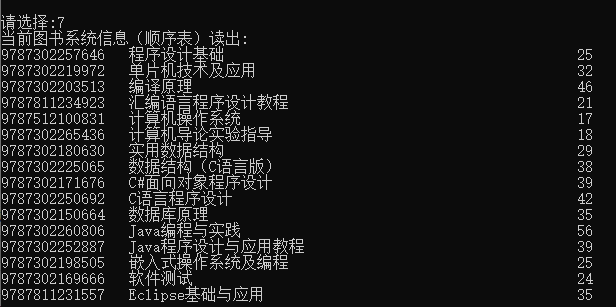 请选择:7
当前图书系统信息（顺序表）读出:
9787302257646 程序设计基础 25
9787302219972 单片机技术及应用 32
9787302203513 编译原理 46
9787811234923 汇编语言程序设计教程 21
9787512100831 计算机操作系统 17
9787302265436 计算机导论实验指导 18
9787302180630 实用数据结构 29
9787302225065 数据结构（C语言版） 38
9787302171676 C#面向对象程序设计 39
9787302250692 C语言程序设计 42
9787302150664 数据库原理 35
9787302260806 Java编程与实践 56
9787302252887 Java程序设计与应用教程 39
9787302198505 嵌入式操作系统及编程 25
9787302169666 软件测试 24
9787811231557 Eclipse基础与应用 35